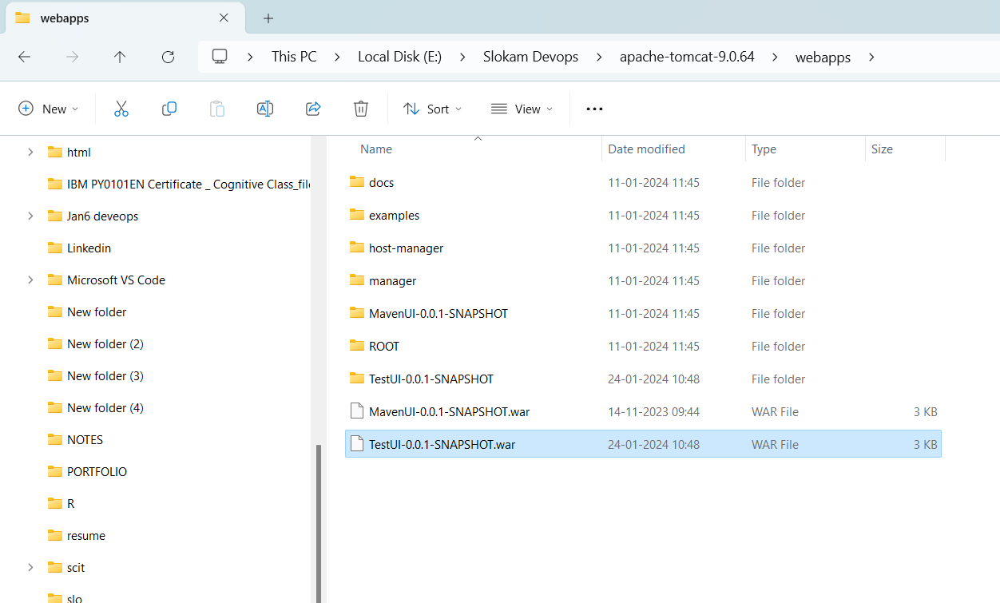 webapps
This PC > Local Disk (E:) > Slokam Devops > apache-tomcat-9.0.64 > webapps >
New Sort View
html
IBM PY0101EN Certificate _ Cognitive Class_file
Jan6 deveops
Linkedin
Microsoft VS Code
New folder
New folder (2)
New folder (3)
New folder (4)
NOTES
PORTFOLIO
R
resume
scit
slo
Name Date modified Type Size
docs 11-01-2024 11:45 File folder
examples 11-01-2024 11:45 File folder
host-manager 11-01-2024 11:45 File folder
manager 11-01-2024 11:45 File folder
MavenUI-0.0.1-SNAPSHOT 11-01-2024 11:45 File folder
ROOT 11-01-2024 11:45 File folder
TestUI-0.0.1-SNAPSHOT 24-01-2024 10:48 File folder
MavenUI-0.0.1-SNAPSHOT.war 14-11-2023 09:44 WAR File 3 KB
TestUI-0.0.1-SNAPSHOT.war 24-01-2024 10:48 WAR File 3 KB